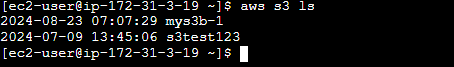 [ec2-user@ip-172-31-3-19 ~]$ aws s3 ls
2024-08-23 07:07:29 mys3b-1
2024-07-09 13:45:06 s3test123
[ec2-user@ip-172-31-3-19 ~]$